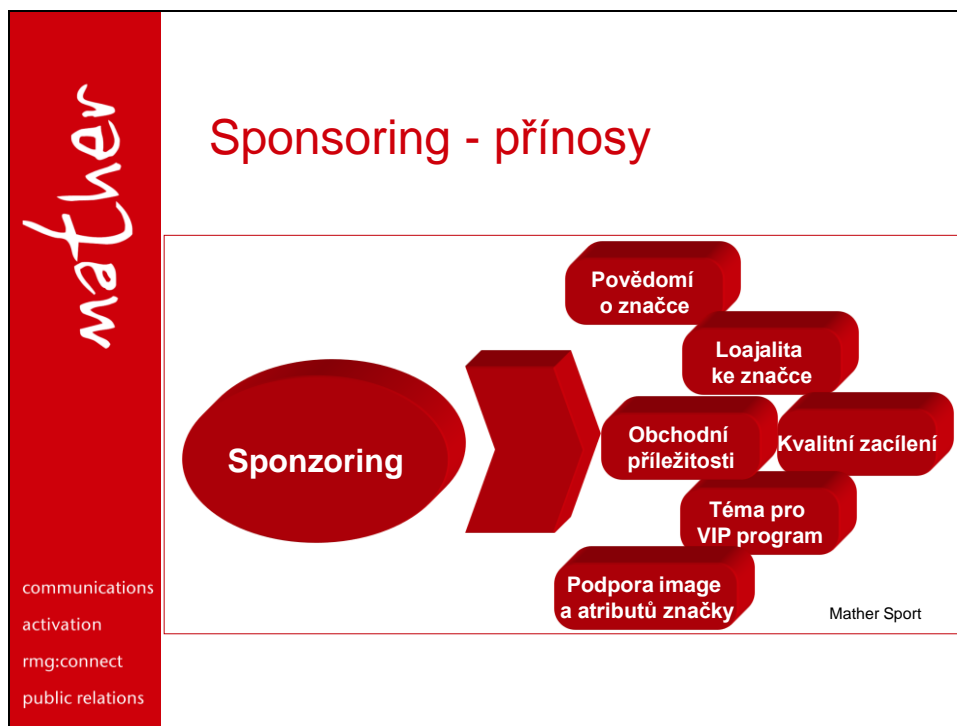 mather
Sponsoring - přínosy
Povědomí
o značce
Loajalita
ke značce
Sponzoring
Obchodní
příležitosti
Kvalitní zacílení
Téma pro
VIP program
Podpora image
a atributů značky
Mather Sport
communications
activation
rmg:connect
public relations